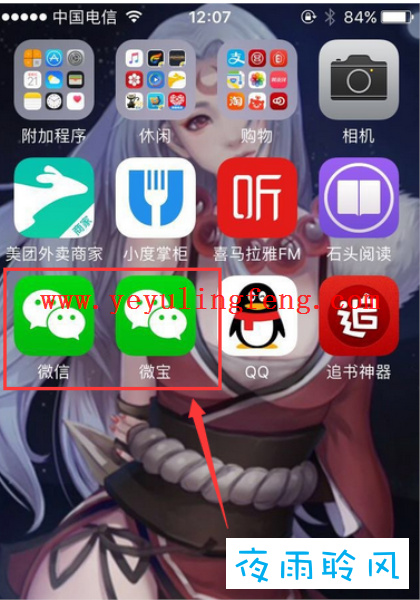 中国电信 12:07 84%
附加程序 休闲 购物 相机
美团外卖商家 小度掌柜 喜马拉雅FM 石头阅读
商家
听
www.yeyulingfeng.com
追
微信 微宝 QQ 追书神器
夜雨聆风